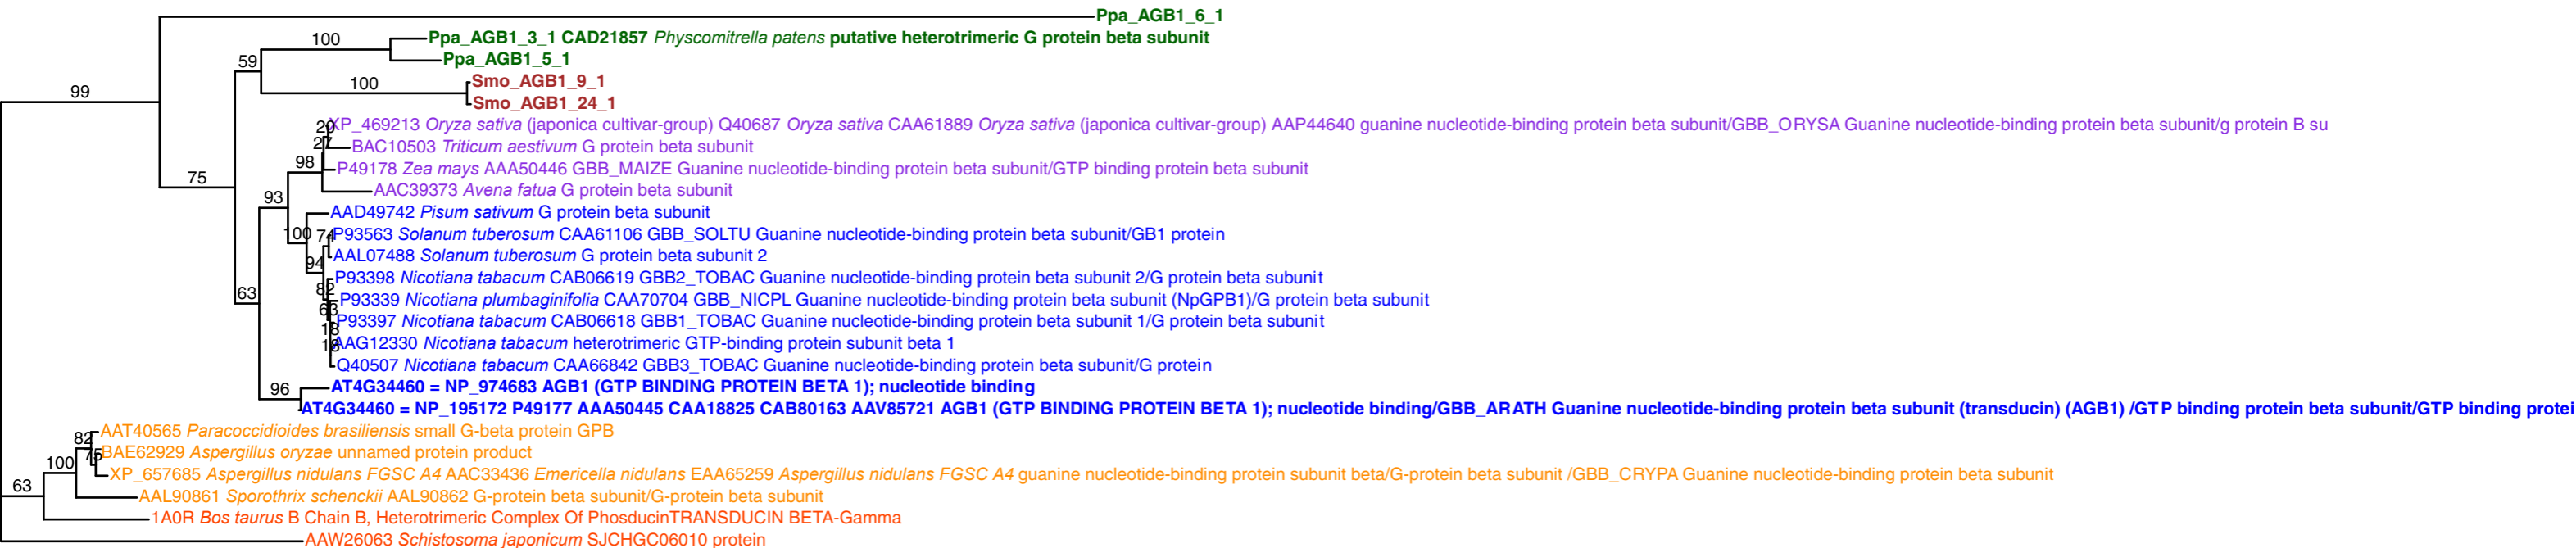 Ppa_AGB1_6_1
100
Ppa_AGB1_3_1 CAD21857 Physcomitrella patens putative heterotrimeric G protein beta subunit
59
Ppa_AGB1_5_1
100
Smo_AGB1_9_1
99
Smo_AGB1_24_1
20
XP_469213 Oryza sativa (japonica cultivar-group) Q40687 Oryza sativa CAA61889 Oryza sativa (japonica cultivar-group) AAP44640 guanine nucleotide-binding protein beta subunit/GBB_ORYSA Guanine nucleotide-binding protein beta subunit/g protein B su
27
BAC10503 Triticum aestivum G protein beta subunit
98
P49178 Zea mays AAA50446 GBB_MAIZE Guanine nucleotide-binding protein beta subunit/GTP binding protein beta subunit
75
AAC39373 Avena fatua G protein beta subunit
93
AAD49742 Pisum sativum G protein beta subunit
100
74
P93563 Solanum tuberosum CAA61106 GBB_SOLTU Guanine nucleotide-binding protein beta subunit/GB1 protein
AAL07488 Solanum tuberosum G protein beta subunit 2
94
P93398 Nicotiana tabacum CAB06619 GBB2_TOBAC Guanine nucleotide-binding protein beta subunit 2/G protein beta subunit
63
82
P93339 Nicotiana plumbaginifolia CAA70704 GBB_NICPL Guanine nucleotide-binding protein beta subunit (NpGPB1)/G protein beta subunit
63
P93397 Nicotiana tabacum CAB06618 GBB1_TOBAC Guanine nucleotide-binding protein beta subunit 1/G protein beta subunit
18
AAG12330 Nicotiana tabacum heterotrimeric GTP-binding protein subunit beta 1
18
Q40507 Nicotiana tabacum CAA66842 GBB3_TOBAC Guanine nucleotide-binding protein beta subunit/G protein
96
AT4G34460 = NP_974683 AGB1 (GTP BINDING PROTEIN BETA 1); nucleotide binding
AT4G34460 = NP_195172 P49177 AAA50445 CAA18825 CAB80163 AAV85721 AGB1 (GTP BINDING PROTEIN BETA 1); nucleotide binding/GBB_ARATH Guanine nucleotide-binding protein beta subunit (transducin) (AGB1) /GTP binding protein beta subunit/GTP binding protei
AAT40565 Paracoccidioides brasiliensis small G-beta protein GPB
82
BAE62929 Aspergillus oryzae unnamed protein product
75
100
XP_657685 Aspergillus nidulans FGSC A4 AAC33436 Emericella nidulans EAA65259 Aspergillus nidulans FGSC A4 guanine nucleotide-binding protein subunit beta/G-protein beta subunit /GBB_CRYPA Guanine nucleotide-binding protein beta subunit
63
AAL90861 Sporothrix schenckii AAL90862 G-protein beta subunit/G-protein beta subunit
1A0R Bos taurus B Chain B, Heterotrimeric Complex Of PhosducinTRANSDUCIN BETA-Gamma
AAW26063 Schistosoma japonicum SJCHGC06010 protein